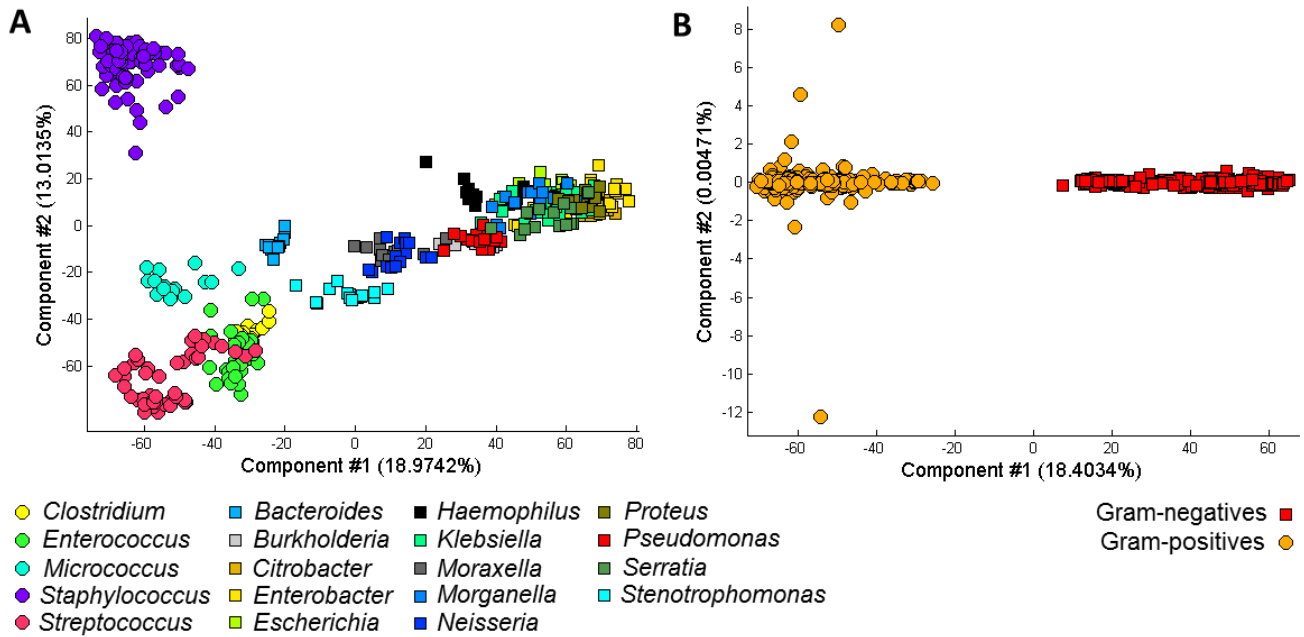 A
80
60
40
20
0
-20
-40
-60
Component #2 (13.0135%)
-60 -40 -20 0 20 40 60 80
Component #1 (18.9742%)
B
8
6
4
2
0
-2
-4
-6
-8
-10
-12
Component #2 (0.00471%)
-60 -40 -20 0 20 40 60
Component #1 (18.4034%)
Clostridium
Enterococcus
Micrococcus
Staphylococcus
Streptococcus
Bacteroides
Burkholderia
Citrobacter
Enterobacter
Escherichia
Haemophilus
Klebsiella
Moraxella
Morganella
Neisseria
Proteus
Pseudomonas
Serratia
Stenotrophomonas
Gram-negatives
Gram-positives